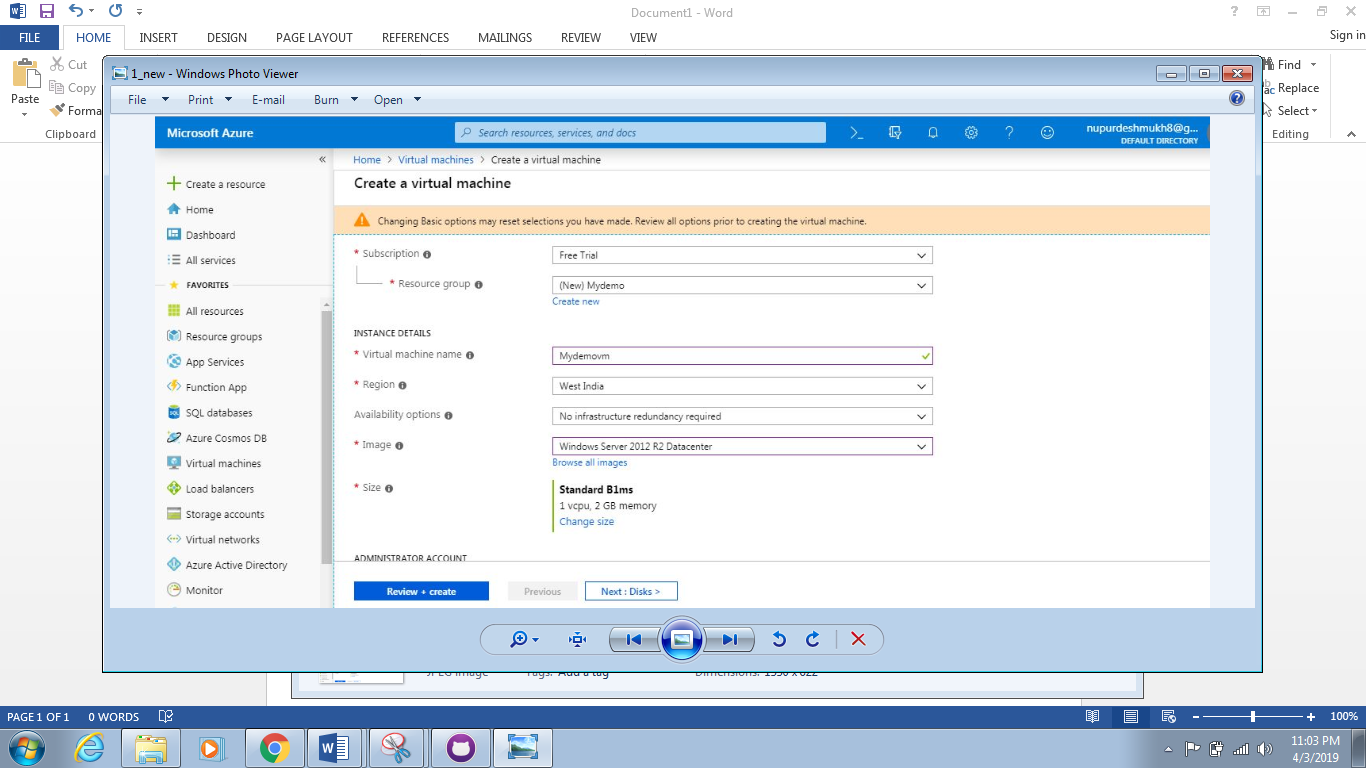 Document1 - Word
FILE HOME INSERT DESIGN PAGE LAYOUT REFERENCES MAILINGS REVIEW VIEW
Sign in
Paste
Cut
Copy
Forma
Clipboard
Find
Replace
Select
Editing
1_new - Windows Photo Viewer
File Print E-mail Burn Open
Microsoft Azure
Search resources, services, and docs
nupurdeshmukh8@g...
DEFAULT DIRECTORY
Create a resource
Home
Dashboard
All services
FAVORITES
All resources
Resource groups
App Services
Function App
SQL databases
Azure Cosmos DB
Virtual machines
Load balancers
Storage accounts
Virtual networks
Azure Active Directory
Monitor
Home > Virtual machines > Create a virtual machine
Create a virtual machine
Changing Basic options may reset selections you have made. Review all options prior to creating the virtual machine.
* Subscription Free Trial
* Resource group (New) Mydemo
Create new
INSTANCE DETAILS
* Virtual machine name Mydemovm
* Region West India
Availability options No infrastructure redundancy required
* Image Windows Server 2012 R2 Datacenter
Browse all images
* Size Standard B1ms
1 vcpu, 2 GB memory
Change size
ADMINISTRATOR ACCOUNT
Review + create Previous Next : Disks >
JPEG image Tags: Add a tag Dimensions:
PAGE 1 OF 1 0 WORDS
100%
11:03 PM
4/3/2019